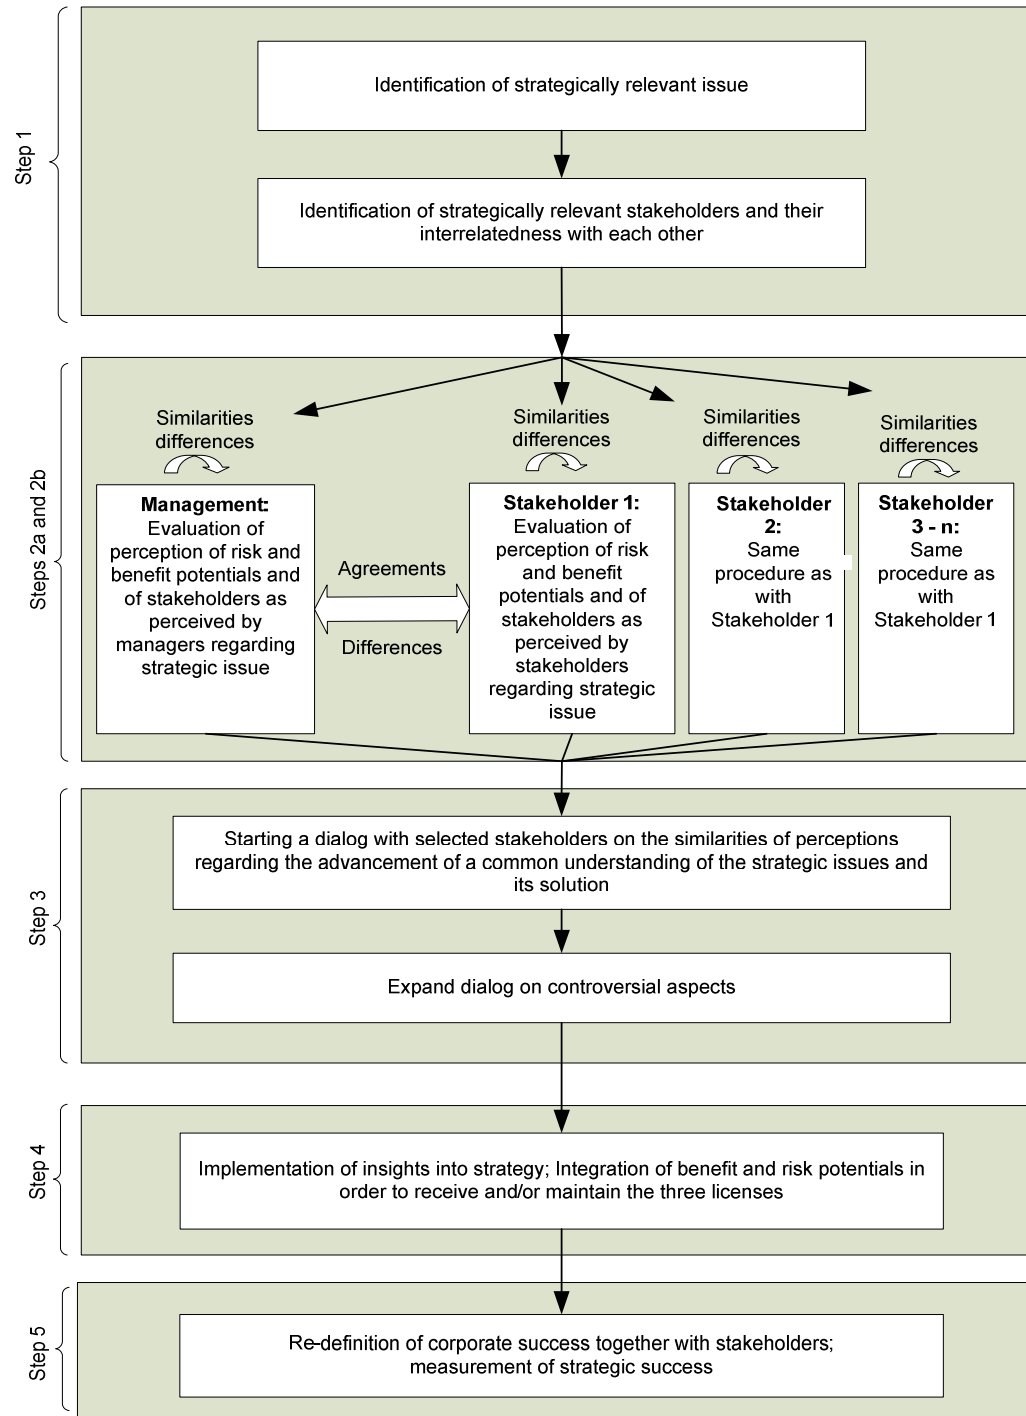 Step 1
Identification of strategically relevant issue
Identification of strategically relevant stakeholders and their
interrelatedness with each other
Steps 2a and 2b
Similarities
differences
Similarities
differences
Similarities
differences
Similarities
differences
Management:
Evaluation of
perception of risk and
benefit potentials and
of stakeholders as
perceived by
managers regarding
strategic issue
Agreements
Differences
Stakeholder 1:
Evaluation of
perception of risk
and benefit
potentials and of
stakeholders as
perceived by
stakeholders
regarding strategic
issue
Stakeholder
2:
Same
procedure as
with
Stakeholder 1
Stakeholder
3 - n:
Same
procedure as
with
Stakeholder 1
Step 3
Starting a dialog with selected stakeholders on the similarities of perceptions
regarding the advancement of a common understanding of the strategic issues and
its solution
Expand dialog on controversial aspects
Step 4
Implementation of insights into strategy; Integration of benefit and risk potentials in
order to receive and/or maintain the three licenses
Step 5
Re-definition of corporate success together with stakeholders;
measurement of strategic success